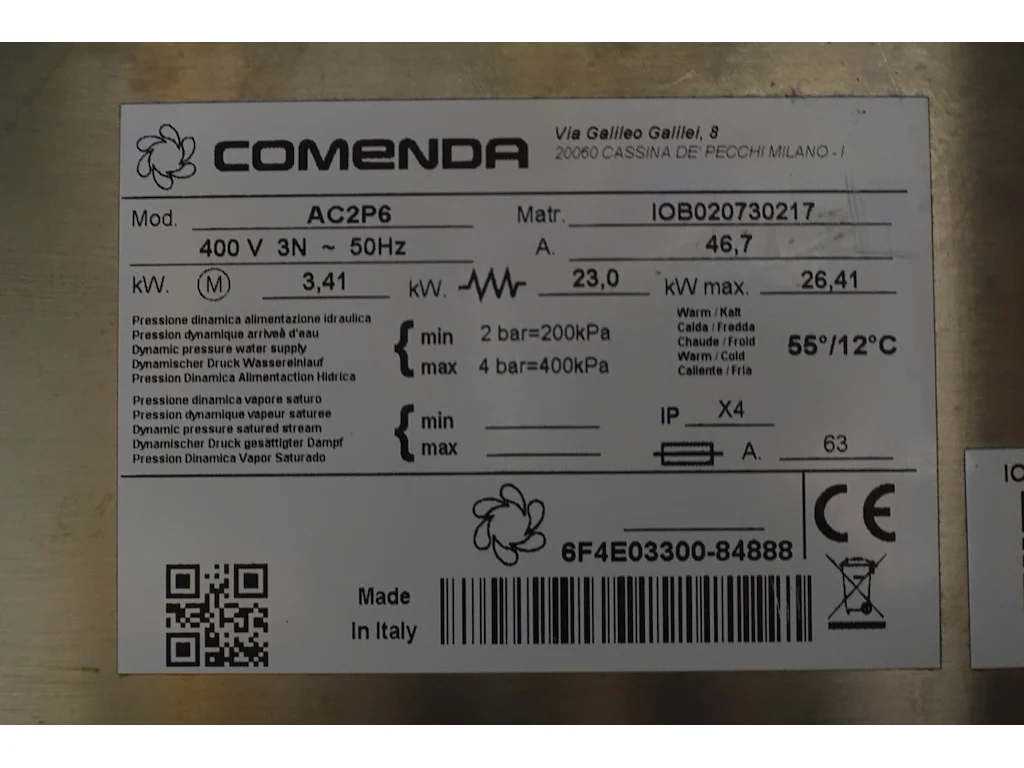 COMENDA
Via Galileo Galilei, 8
20060 CASSINA DE' PECCHI MILANO - I
Mod. AC2P6 Matr. IOB020730217
400 V 3N ~ 50Hz A. 46,7
kW. M 3,41 kW. 23,0 kW max. 26,41
Pressione dinamica alimentazione idraulica
Pression dynamique arriveè d'eau
Dynamic pressure water supply
Dynamischer Druck Wassereinlauf
Pression Dinamica Alimentaction Hidrica
min 2 bar=200kPa
max 4 bar=400kPa
Warm / Kalt
Calda / Fredda
Chaude / Froid
Warm / Cold
Caliente / Fria
55°/12°C
Pressione dinamica vapore saturo
Pression dynamique vapeur saturee
Dynamic pressure satured stream
Dynamischer Druck gesättigter Dampf
Pression Dinamica Vapor Saturado
min
max
IP X4
A. 63
CE
6F4E03300-84888
Made
in Italy